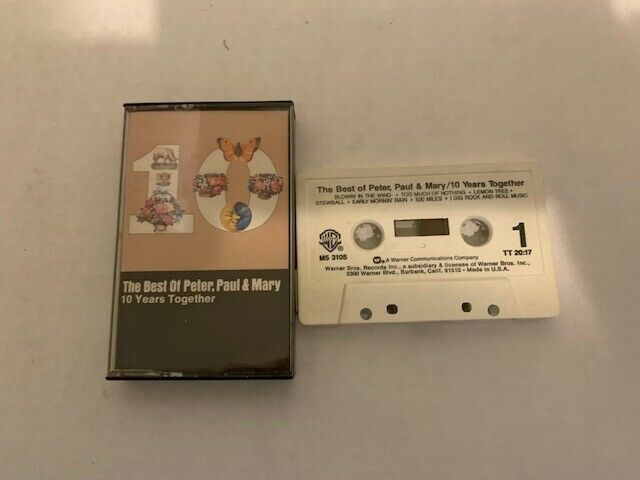 10
The Best Of Peter, Paul & Mary
10 Years Together
The Best of Peter, Paul & Mary/10 Years Together
BLOWIN' IN THE WIND • TOO MUCH OF NOTHING • LEMON TREE •
STEWBALL • EARLY MORNIN' RAIN • 500 MILES • I DIG ROCK AND ROLL MUSIC
M5 3105
1
TT 20:17
A Warner Communications Company
Warner Bros. Records Inc., a subsidiary & licensee of Warner Bros. Inc.,
3300 Warner Blvd., Burbank, Calif. 91510 • Made in U.S.A.